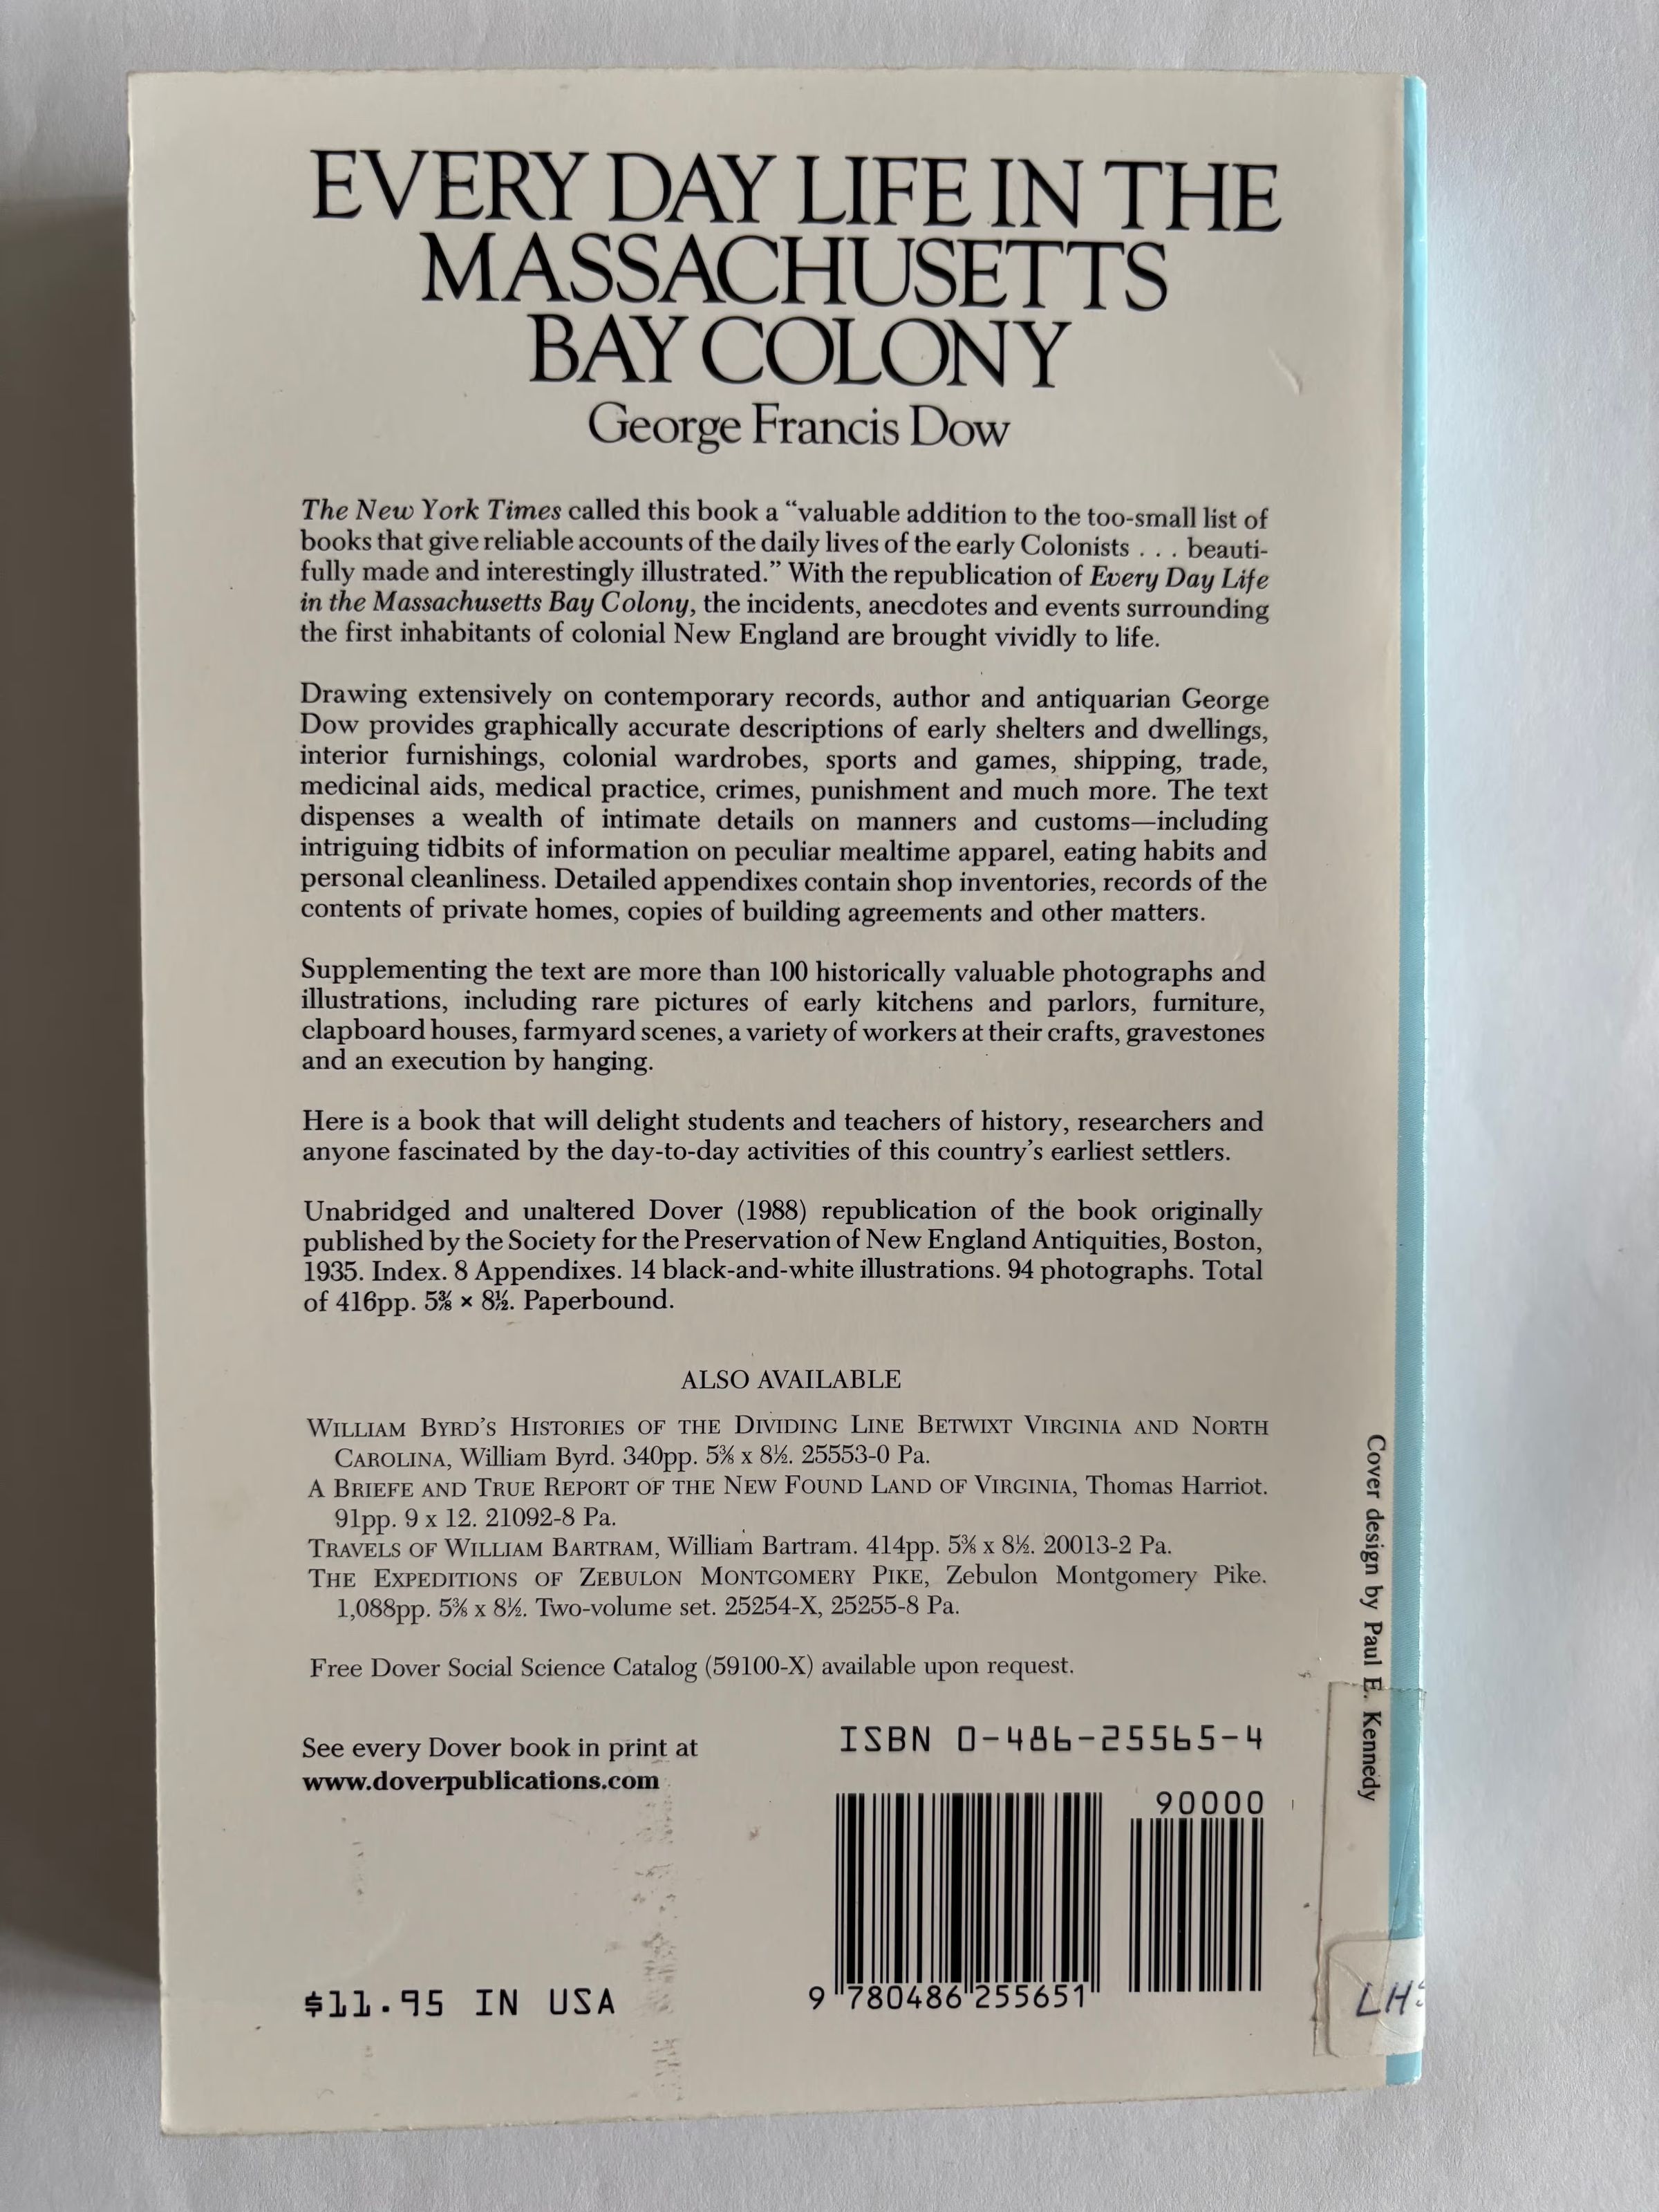 EVERY DAY LIFE IN THE
MASSACHUSETTS
BAY COLONY
George Francis Dow
The New York Times called this book a “valuable addition to the too-small list of
books that give reliable accounts of the daily lives of the early Colonists . . . beauti-
fully made and interestingly illustrated.” With the republication of Every Day Life
in the Massachusetts Bay Colony, the incidents, anecdotes and events surrounding
the first inhabitants of colonial New England are brought vividly to life.
Drawing extensively on contemporary records, author and antiquarian George
Dow provides graphically accurate descriptions of early shelters and dwellings,
interior furnishings, colonial wardrobes, sports and games, shipping, trade,
medicinal aids, medical practice, crimes, punishment and much more. The text
dispenses a wealth of intimate details on manners and customs—including
intriguing tidbits of information on peculiar mealtime apparel, eating habits and
personal cleanliness. Detailed appendixes contain shop inventories, records of the
contents of private homes, copies of building agreements and other matters.
Supplementing the text are more than 100 historically valuable photographs and
illustrations, including rare pictures of early kitchens and parlors, furniture,
clapboard houses, farmyard scenes, a variety of workers at their crafts, gravestones
and an execution by hanging.
Here is a book that will delight students and teachers of history, researchers and
anyone fascinated by the day-to-day activities of this country’s earliest settlers.
Unabridged and unaltered Dover (1988) republication of the book originally
published by the Society for the Preservation of New England Antiquities, Boston,
1935. Index. 8 Appendixes. 14 black-and-white illustrations. 94 photographs. Total
of 416pp. 5⅜ × 8½. Paperbound.
ALSO AVAILABLE
WILLIAM BYRD’S HISTORIES OF THE DIVIDING LINE BETWIXT VIRGINIA AND NORTH
CAROLINA, William Byrd. 340pp. 5⅜ x 8½. 25553-0 Pa.
A BRIEFE AND TRUE REPORT OF THE NEW FOUND LAND OF VIRGINIA, Thomas Harriot.
91pp. 9 x 12. 21092-8 Pa.
TRAVELS OF WILLIAM BARTRAM, William Bartram. 414pp. 5⅜ x 8½. 20013-2 Pa.
THE EXPEDITIONS OF ZEBULON MONTGOMERY PIKE, Zebulon Montgomery Pike.
1,088pp. 5⅜ x 8½. Two-volume set. 25254-X, 25255-8 Pa.
Free Dover Social Science Catalog (59100-X) available upon request.
See every Dover book in print at
www.doverpublications.com
ISBN 0-486-25565-4
90000
9 780486 255651
$11.95 IN USA
Cover design by Paul E. Kennedy
LH